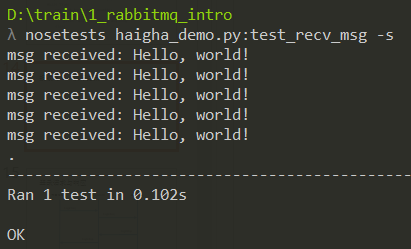 D:\train\1_rabbitmq_intro
λ nosetests haigha_demo.py:test_recv_msg -s
msg received: Hello, world!
msg received: Hello, world!
msg received: Hello, world!
msg received: Hello, world!
msg received: Hello, world!
.
----------------------------------------------
Ran 1 test in 0.102s
OK